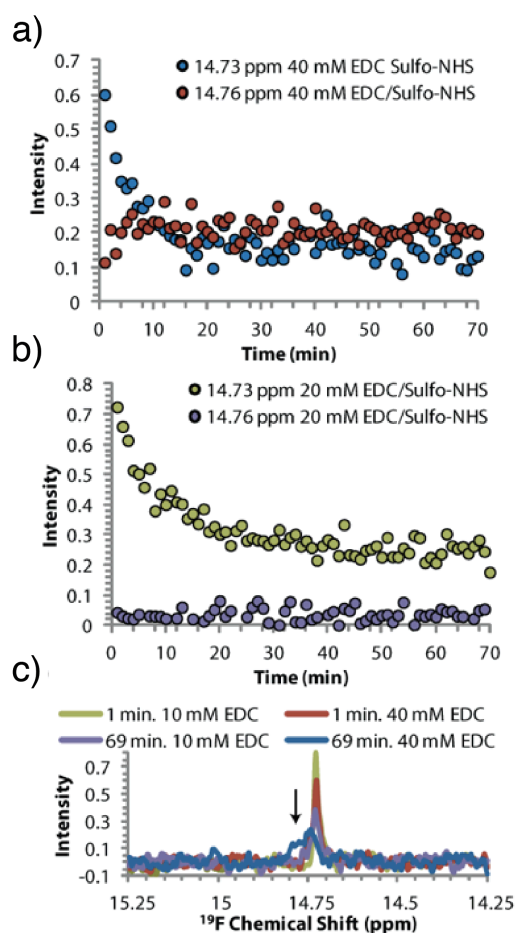 a)
14.73 ppm 40 mM EDC Sulfo-NHS
14.76 ppm 40 mM EDC/Sulfo-NHS
0.7
0.6
0.5
0.4
0.3
0.2
0.1
0
Intensity
0 10 20 30 40 50 60 70
Time (min)
b)
14.73 ppm 20 mM EDC/Sulfo-NHS
14.76 ppm 20 mM EDC/Sulfo-NHS
0.8
0.7
0.6
0.5
0.4
0.3
0.2
0.1
0
Intensity
0 10 20 30 40 50 60 70
Time (min)
c)
1 min. 10 mM EDC 1 min. 40 mM EDC
69 min. 10 mM EDC 69 min. 40 mM EDC
0.7
0.5
0.3
0.1
-0.1
Intensity
15.25 15 14.75 14.5 14.25
¹⁹F Chemical Shift (ppm)